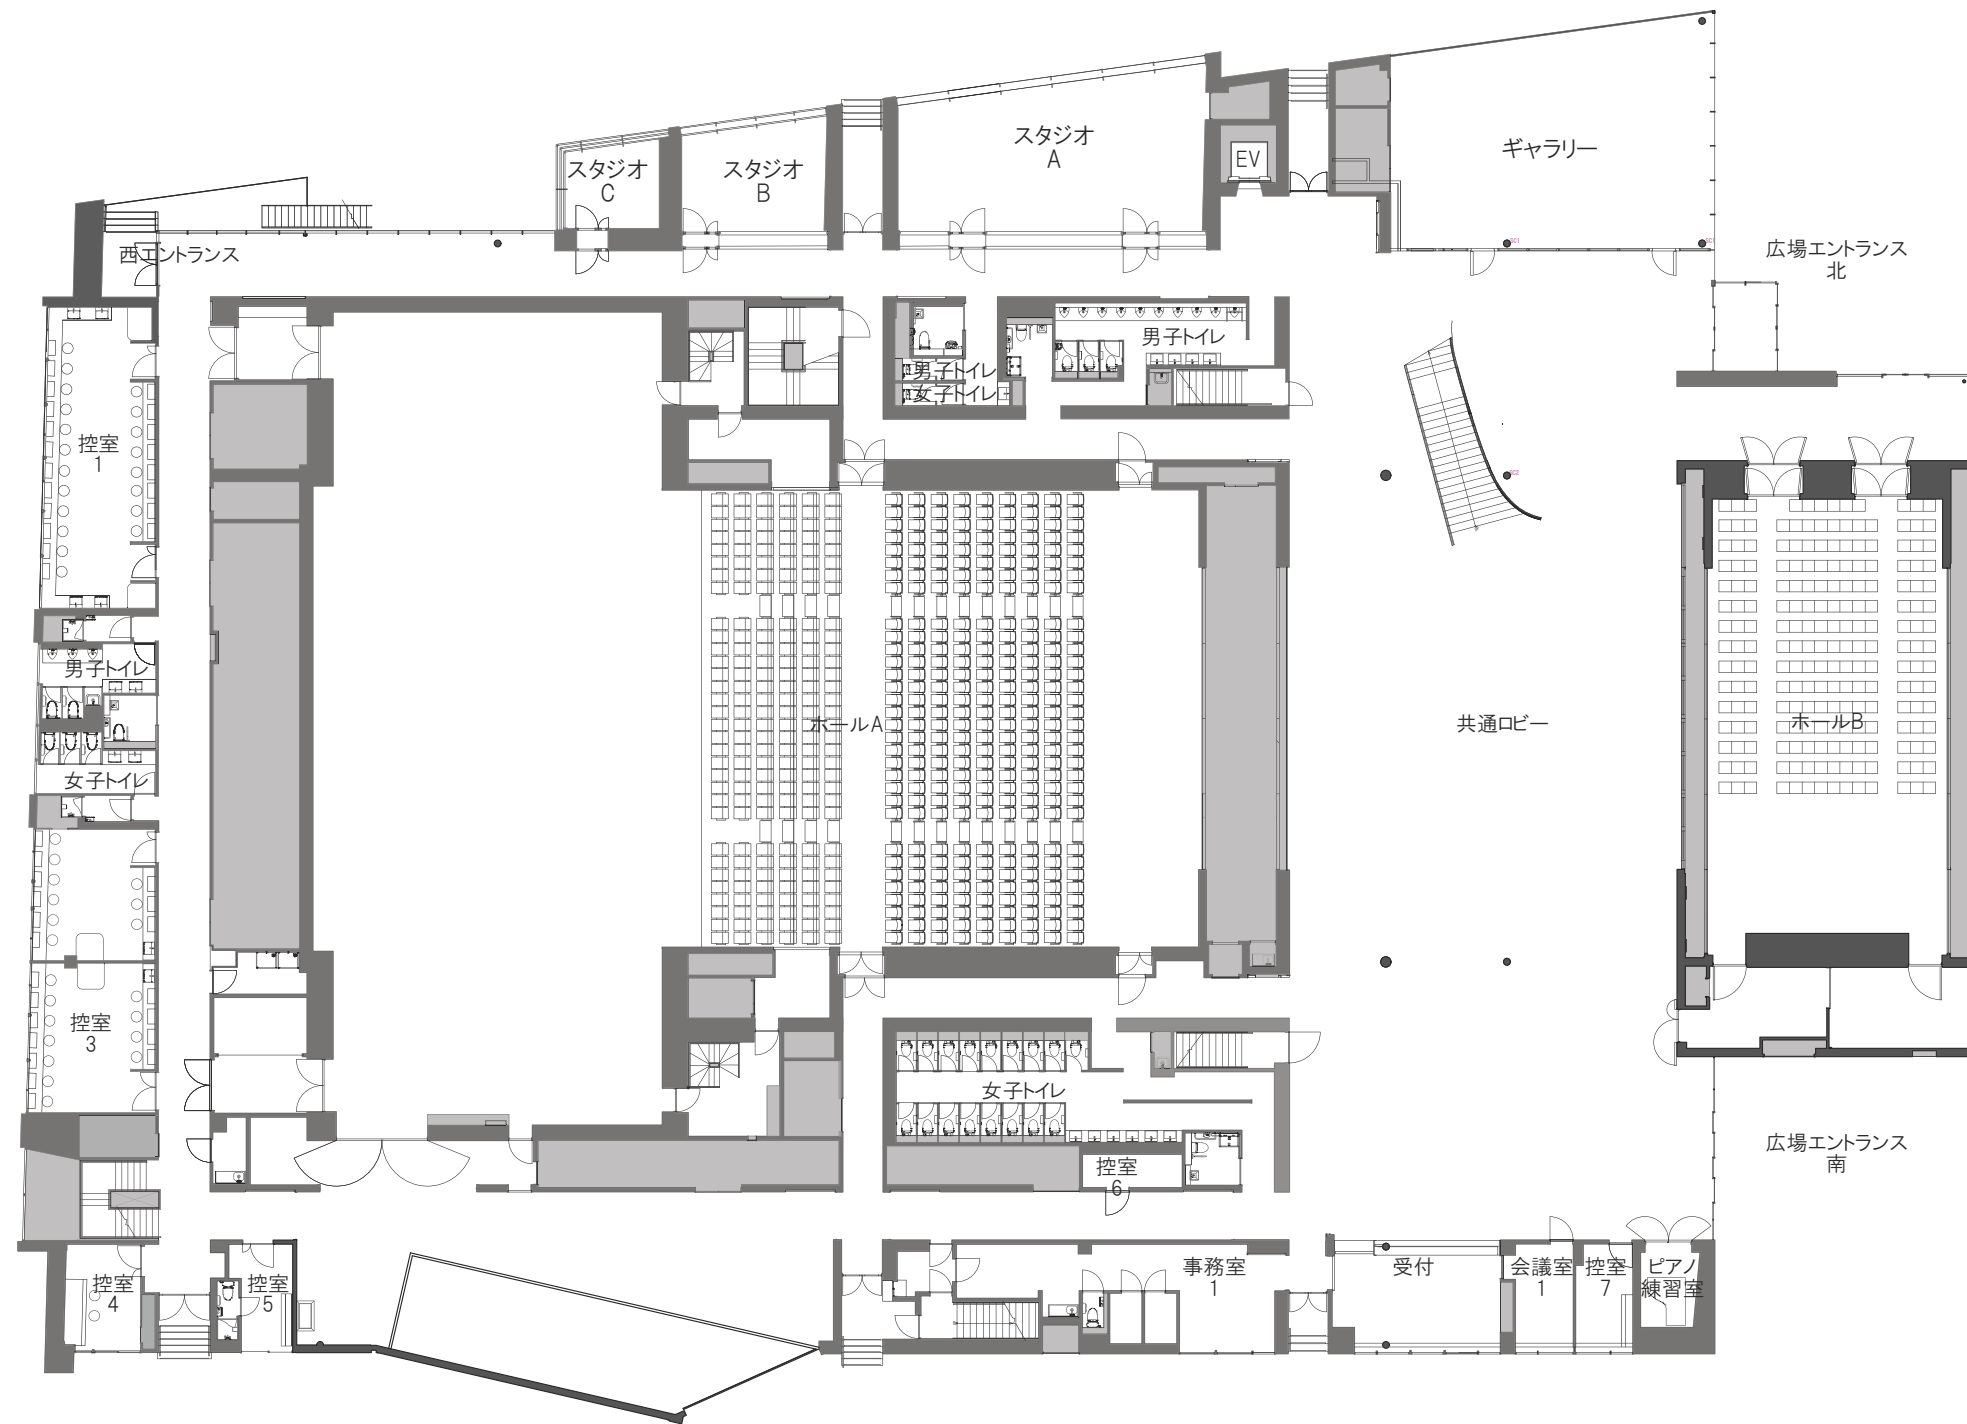 スタジオ
A
EV
ギャラリー
スタジオ
B
スタジオ
C
西エントランス
SC1
SC1
広場エントランス
北
男子トイレ
男子トイレ
女子トイレ
控室
1
SC2
男子トイレ
ホールA
共通ロビー
ホールB
女子トイレ
控室
3
女子トイレ
広場エントランス
南
控室
6
控室
4
控室
5
事務室
1
受付
会議室
1
控室
7
ピアノ
練習室